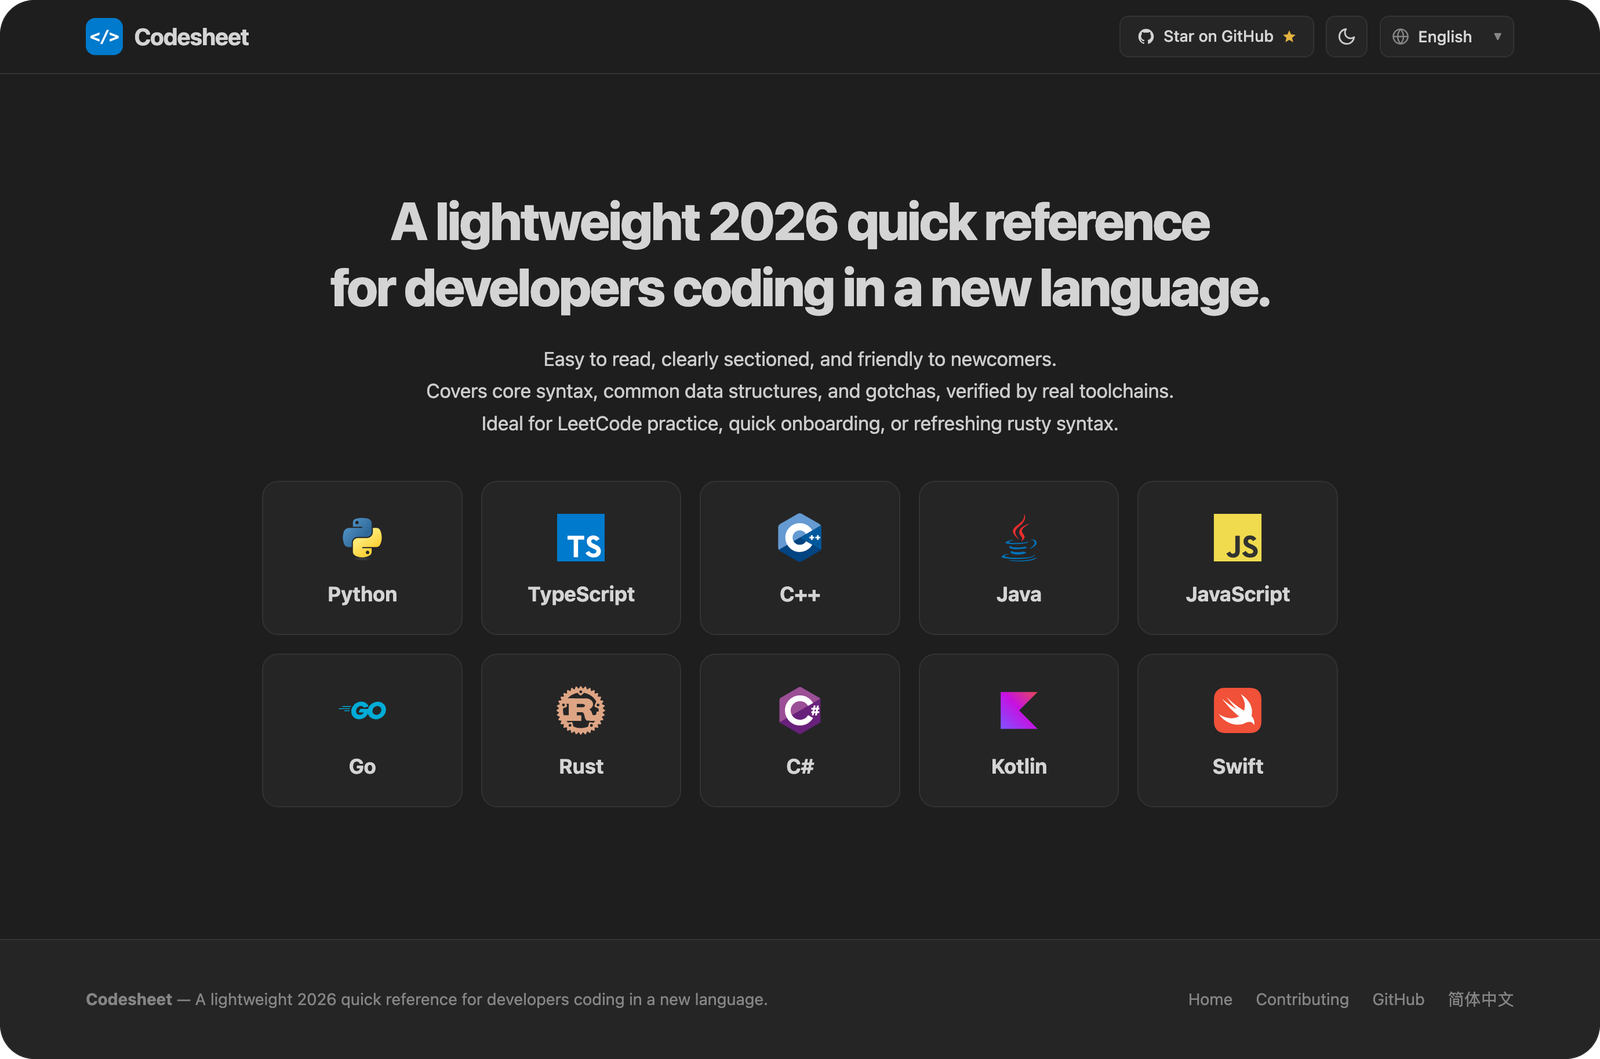 </> Codesheet
Star on GitHub ★
English ▼
A lightweight 2026 quick reference
for developers coding in a new language.
Easy to read, clearly sectioned, and friendly to newcomers.
Covers core syntax, common data structures, and gotchas, verified by real toolchains.
Ideal for LeetCode practice, quick onboarding, or refreshing rusty syntax.
TS
C++
JS
Python
TypeScript
C++
Java
JavaScript
GO
R
C#
Go
Rust
C#
Kotlin
Swift
Codesheet — A lightweight 2026 quick reference for developers coding in a new language.
Home
Contributing
GitHub
简体中文